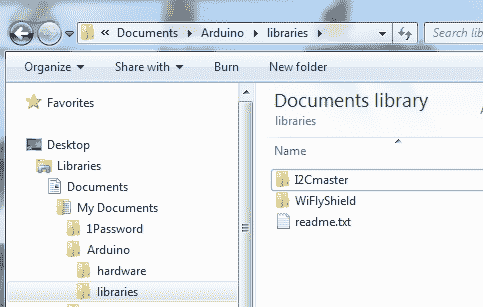 « Documents ▸ Arduino ▸ libraries ▸
Search lib
Organize ▾ Share with ▾ Burn New folder
Favorites
Desktop
Libraries
Documents
My Documents
1Password
Arduino
hardware
libraries
Documents library
libraries
Name
I2Cmaster
WiFlyShield
readme.txt